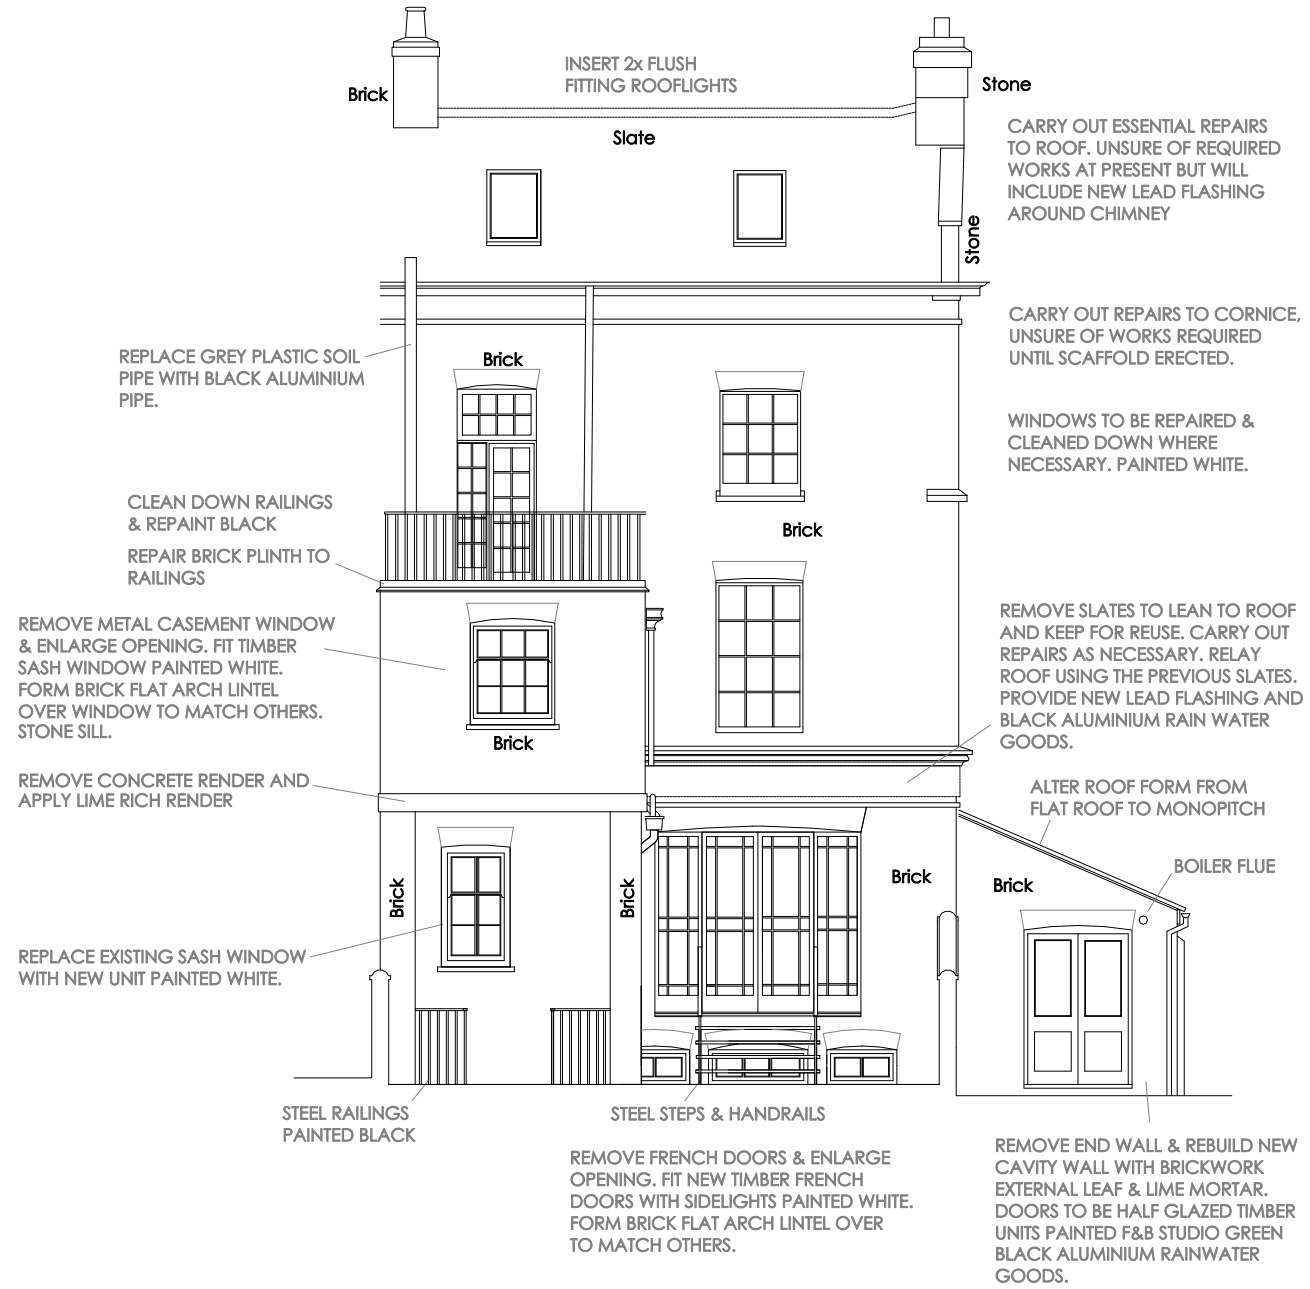 INSERT 2x FLUSH
FITTING ROOFLIGHTS
Brick
Stone
Slate
CARRY OUT ESSENTIAL REPAIRS
TO ROOF. UNSURE OF REQUIRED
WORKS AT PRESENT BUT WILL
INCLUDE NEW LEAD FLASHING
AROUND CHIMNEY
Stone
CARRY OUT REPAIRS TO CORNICE,
UNSURE OF WORKS REQUIRED
UNTIL SCAFFOLD ERECTED.
REPLACE GREY PLASTIC SOIL
PIPE WITH BLACK ALUMINIUM
PIPE.
Brick
WINDOWS TO BE REPAIRED &
CLEANED DOWN WHERE
NECESSARY. PAINTED WHITE.
CLEAN DOWN RAILINGS
& REPAINT BLACK
Brick
REPAIR BRICK PLINTH TO
RAILINGS
REMOVE METAL CASEMENT WINDOW
& ENLARGE OPENING. FIT TIMBER
SASH WINDOW PAINTED WHITE.
FORM BRICK FLAT ARCH LINTEL
OVER WINDOW TO MATCH OTHERS.
STONE SILL.
Brick
REMOVE SLATES TO LEAN TO ROOF
AND KEEP FOR REUSE. CARRY OUT
REPAIRS AS NECESSARY. RELAY
ROOF USING THE PREVIOUS SLATES.
PROVIDE NEW LEAD FLASHING AND
BLACK ALUMINIUM RAIN WATER
GOODS.
REMOVE CONCRETE RENDER AND
APPLY LIME RICH RENDER
ALTER ROOF FORM FROM
FLAT ROOF TO MONOPITCH
BOILER FLUE
Brick
Brick
Brick
Brick
REPLACE EXISTING SASH WINDOW
WITH NEW UNIT PAINTED WHITE.
STEEL RAILINGS
PAINTED BLACK
STEEL STEPS & HANDRAILS
REMOVE FRENCH DOORS & ENLARGE
OPENING. FIT NEW TIMBER FRENCH
DOORS WITH SIDELIGHTS PAINTED WHITE.
FORM BRICK FLAT ARCH LINTEL OVER
TO MATCH OTHERS.
REMOVE END WALL & REBUILD NEW
CAVITY WALL WITH BRICKWORK
EXTERNAL LEAF & LIME MORTAR.
DOORS TO BE HALF GLAZED TIMBER
UNITS PAINTED F&B STUDIO GREEN
BLACK ALUMINIUM RAINWATER
GOODS.